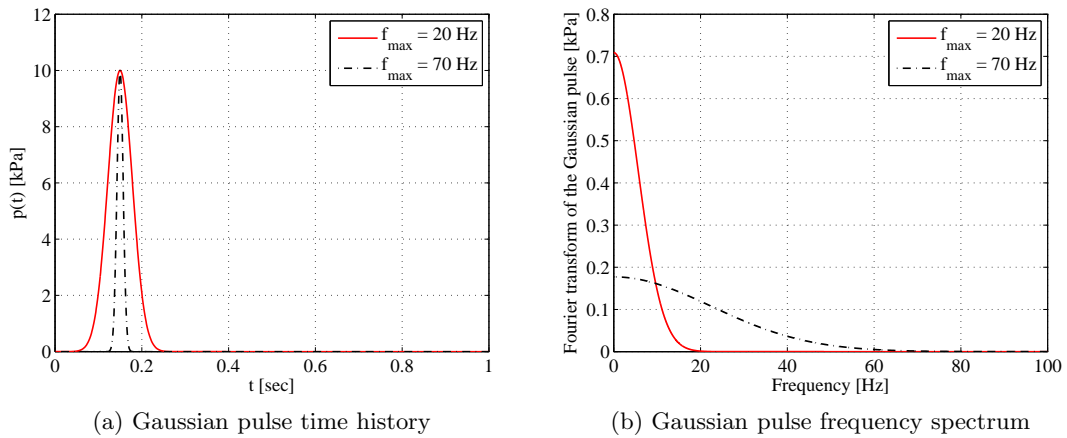 12
10
8
6
4
2
0
p(t) [kPa]
f_max = 20 Hz
f_max = 70 Hz
0 0.2 0.4 0.6 0.8 1
t [sec]
(a) Gaussian pulse time history
0.8
0.7
0.6
0.5
0.4
0.3
0.2
0.1
0
Fourier transform of the Gaussian pulse [kPa]
f_max = 20 Hz
f_max = 70 Hz
0 20 40 60 80 100
Frequency [Hz]
(b) Gaussian pulse frequency spectrum